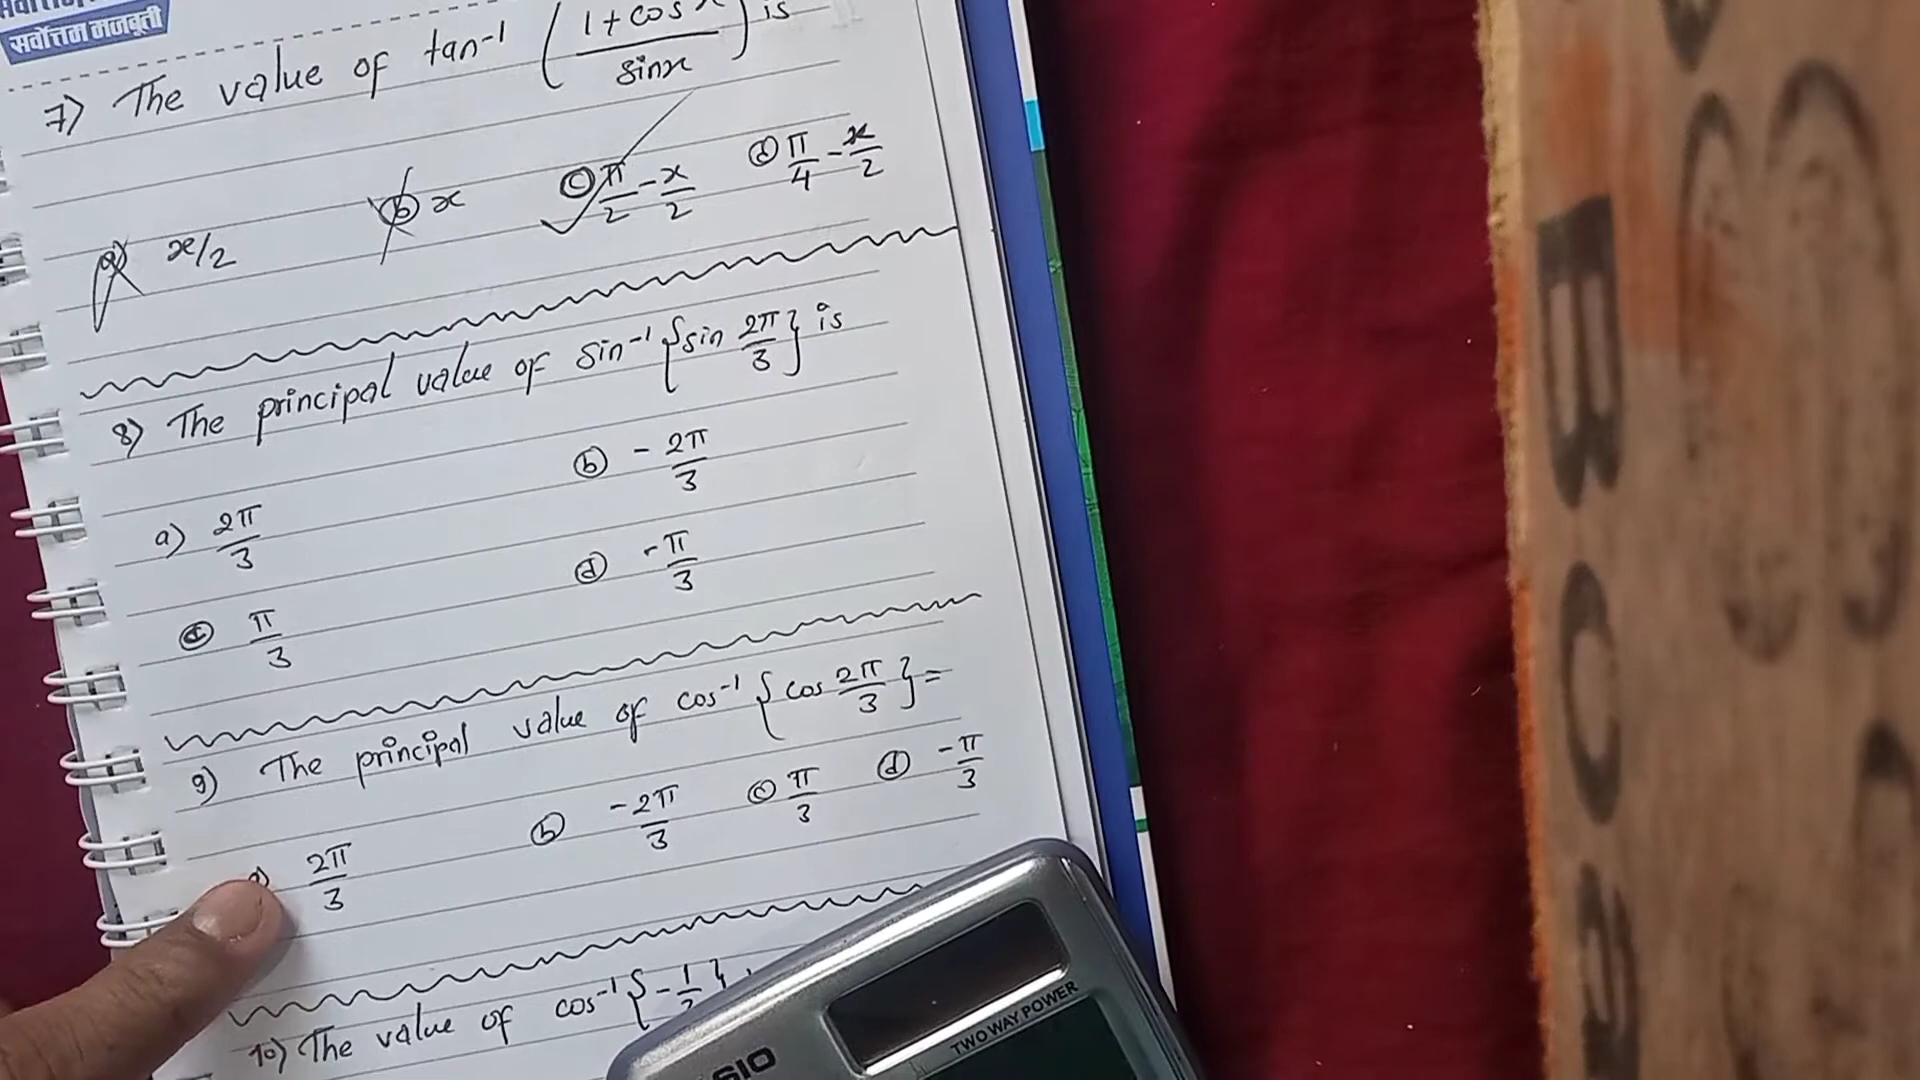 सर्वोत्तम मजबूती
7) The value of tan⁻¹ ( 1 + cos x / sinx ) is
a) x/2 (b) x (c) π/2 - x/2 (d) π/4 - x/2
8) The principal value of sin⁻¹ { sin 2π/3 } is
a) 2π/3 (b) - 2π/3
(c) π/3 (d) - π/3
9) The principal value of cos⁻¹ { cos 2π/3 } =
a) 2π/3 (b) - 2π/3 (c) π/3 (d) - π/3
10) The value of cos⁻¹ { - 1/2 }
TWO WAY POWER